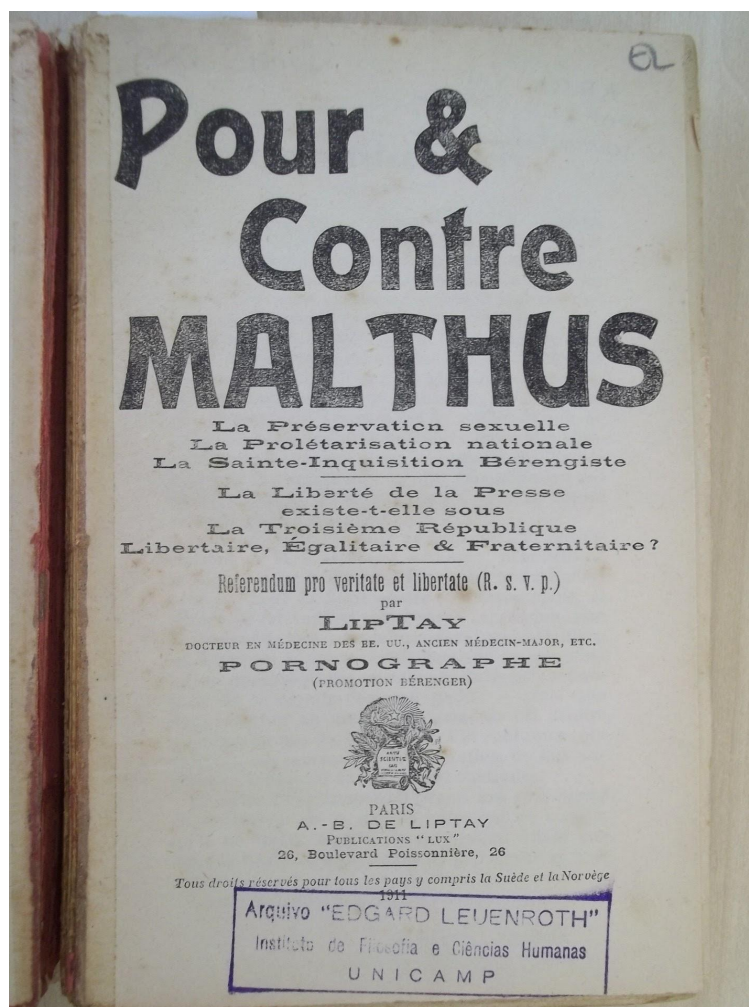 EL
Pour &
Contre
MALTHUS
La Préservation sexuelle
La Prolétarisation nationale
La Sainte-Inquisition Bérengiste
La Liberté de la Presse
existe-t-elle sous
La Troisième République
Libertaire, Égalitaire & Fraternitaire?
Referendum pro veritate et libertate (R. s. v. p.)
par
LIPTAY
DOCTEUR EN MÉDECINE DES EE. UU., ANCIEN MÉDECIN-MAJOR, ETC.
PORNOGRAPHE
(PROMOTION BÉRENGER)
PARIS
A.-B. DE LIPTAY
PUBLICATIONS "LUX"
26, Boulevard Poissonnière, 26
Tous droits réservés pour tous les pays y compris la Suède et la Norvège
1911
Arquivo "EDGARD LEUENROTH"
Instituto de Filosofia e Ciências Humanas
UNICAMP